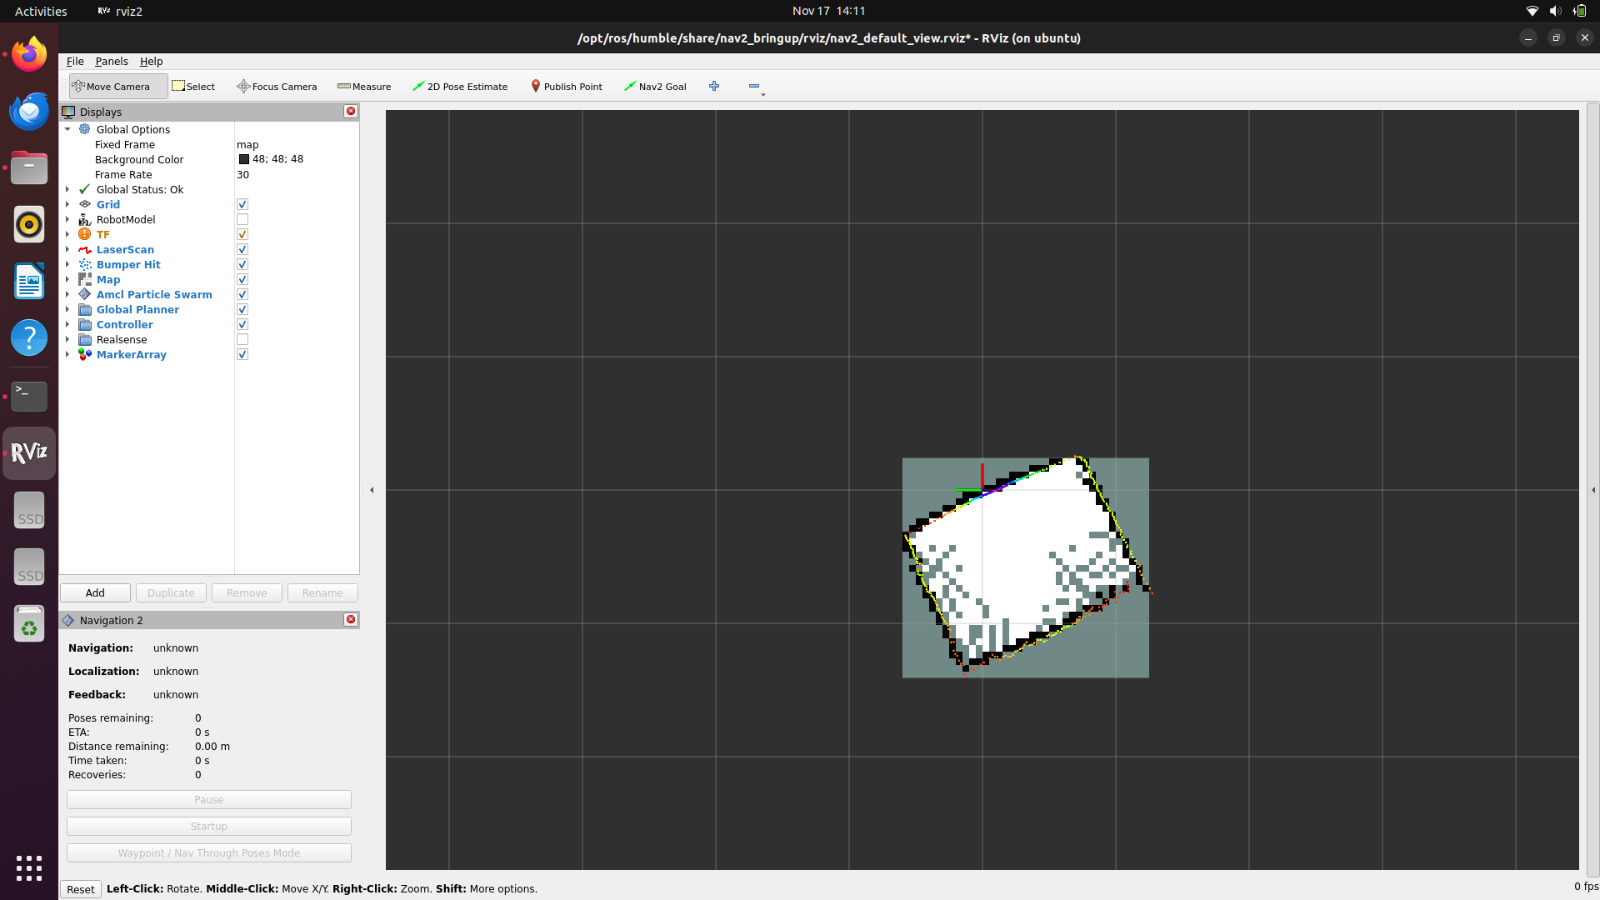 Activities
rviz2
Nov 17 14:11
/opt/ros/humble/share/nav2_bringup/rviz/nav2_default_view.rviz* - RViz (on ubuntu)
File Panels Help
Move Camera Select Focus Camera Measure 2D Pose Estimate Publish Point Nav2 Goal
Displays
Global Options
Fixed Frame map
Background Color 48; 48; 48
Frame Rate 30
Global Status: Ok
Grid
RobotModel
TF
LaserScan
Bumper Hit
Map
Amcl Particle Swarm
Global Planner
Controller
Realsense
MarkerArray
Add Duplicate Remove Rename
Navigation 2
Navigation: unknown
Localization: unknown
Feedback: unknown
Poses remaining: 0
ETA: 0 s
Distance remaining: 0.00 m
Time taken: 0 s
Recoveries: 0
Pause
Startup
Waypoint / Nav Through Poses Mode
Reset Left-Click: Rotate. Middle-Click: Move X/Y. Right-Click: Zoom. Shift: More options.
0 fps
RViz
SSD
SSD